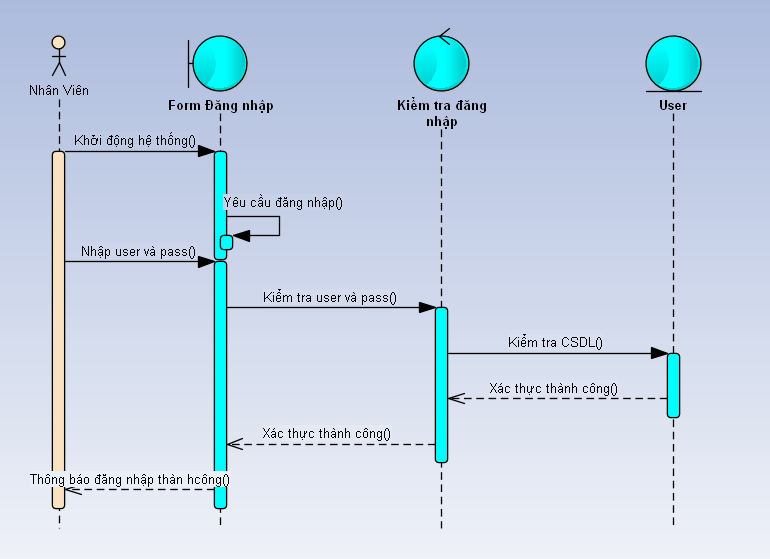 Nhân Viên
Form Đăng nhập
Kiểm tra đăng
nhập
User
Khởi động hệ thống()
Yêu cầu đăng nhập()
Nhập user và pass()
Kiểm tra user và pass()
Kiểm tra CSDL()
Xác thực thành công()
Xác thực thành công()
Thông báo đăng nhập thàn hcông()